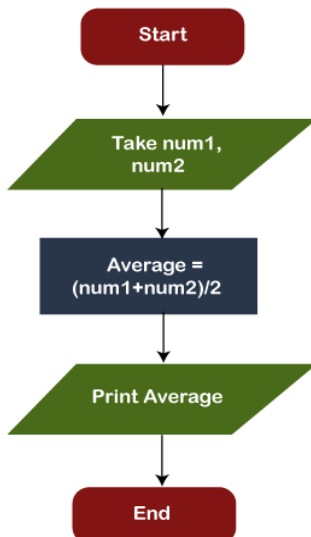 Start
Take num1,
num2
Average =
(num1+num2)/2
Print Average
End